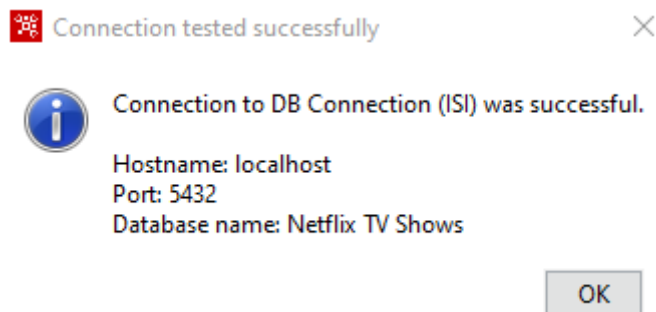 Connection tested successfully
Connection to DB Connection (ISI) was successful.
Hostname: localhost
Port: 5432
Database name: Netflix TV Shows
OK